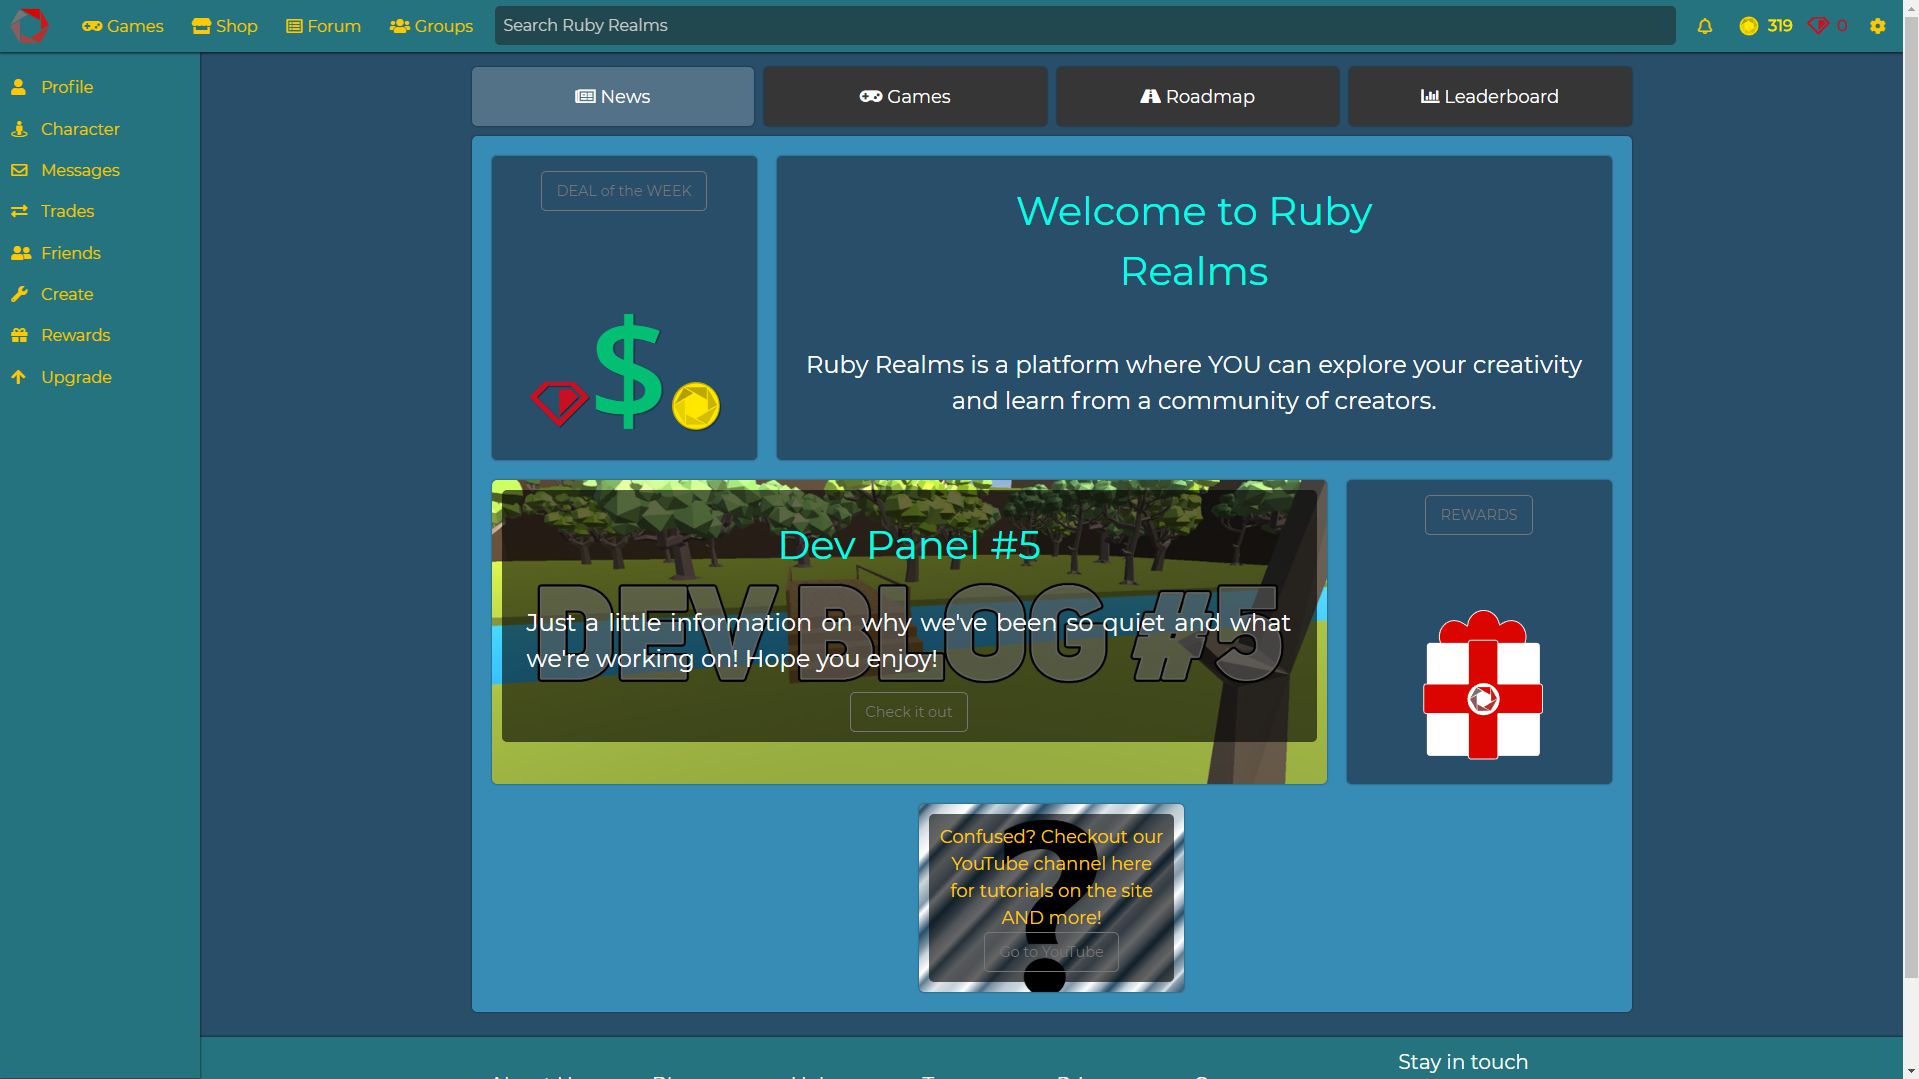 Games
Shop
Forum
Groups
Search Ruby Realms
319
0
Profile
Character
Messages
Trades
Friends
Create
Rewards
Upgrade
News
Games
Roadmap
Leaderboard
DEAL of the WEEK
Welcome to Ruby
Realms
Ruby Realms is a platform where YOU can explore your creativity
and learn from a community of creators.
Dev Panel #5
DEV BLOG #5
Just a little information on why we've been so quiet and what
we're working on! Hope you enjoy!
Check it out
REWARDS
Confused? Checkout our
YouTube channel here
for tutorials on the site
AND more!
Go to YouTube
Stay in touch